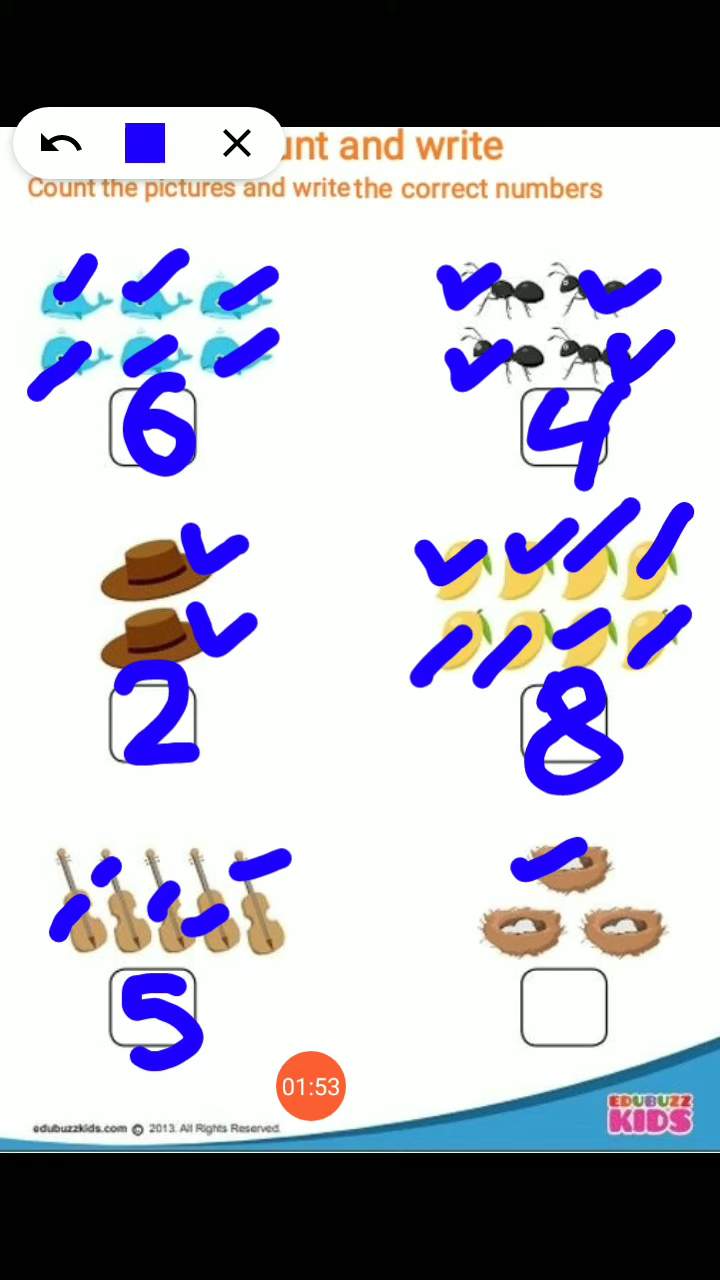 unt and write
Count the pictures and write the correct numbers
6
4
2
8
5
01:53
edubuzzkids.com © 2013. All Rights Reserved.
EDUBUZZ
KIDS